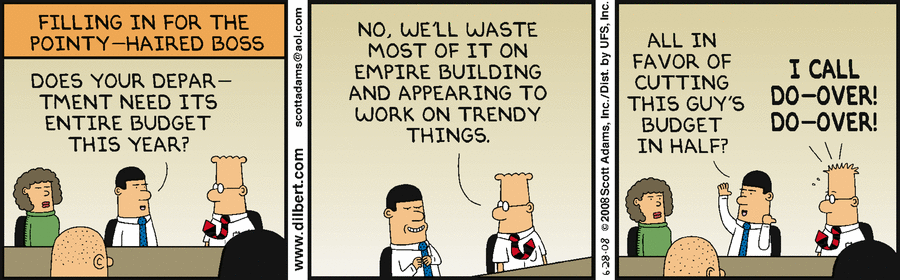 FILLING IN FOR THE
POINTY-HAIRED BOSS
DOES YOUR DEPAR-
TMENT NEED ITS
ENTIRE BUDGET
THIS YEAR?
www.dilbert.com scottadams@aol.com
NO, WE'LL WASTE
MOST OF IT ON
EMPIRE BUILDING
AND APPEARING TO
WORK ON TRENDY
THINGS.
6-28-08 © 2008 Scott Adams, Inc./Dist. by UFS, Inc.
ALL IN
FAVOR OF
CUTTING
THIS GUY'S
BUDGET
IN HALF?
I CALL
DO-OVER!
DO-OVER!